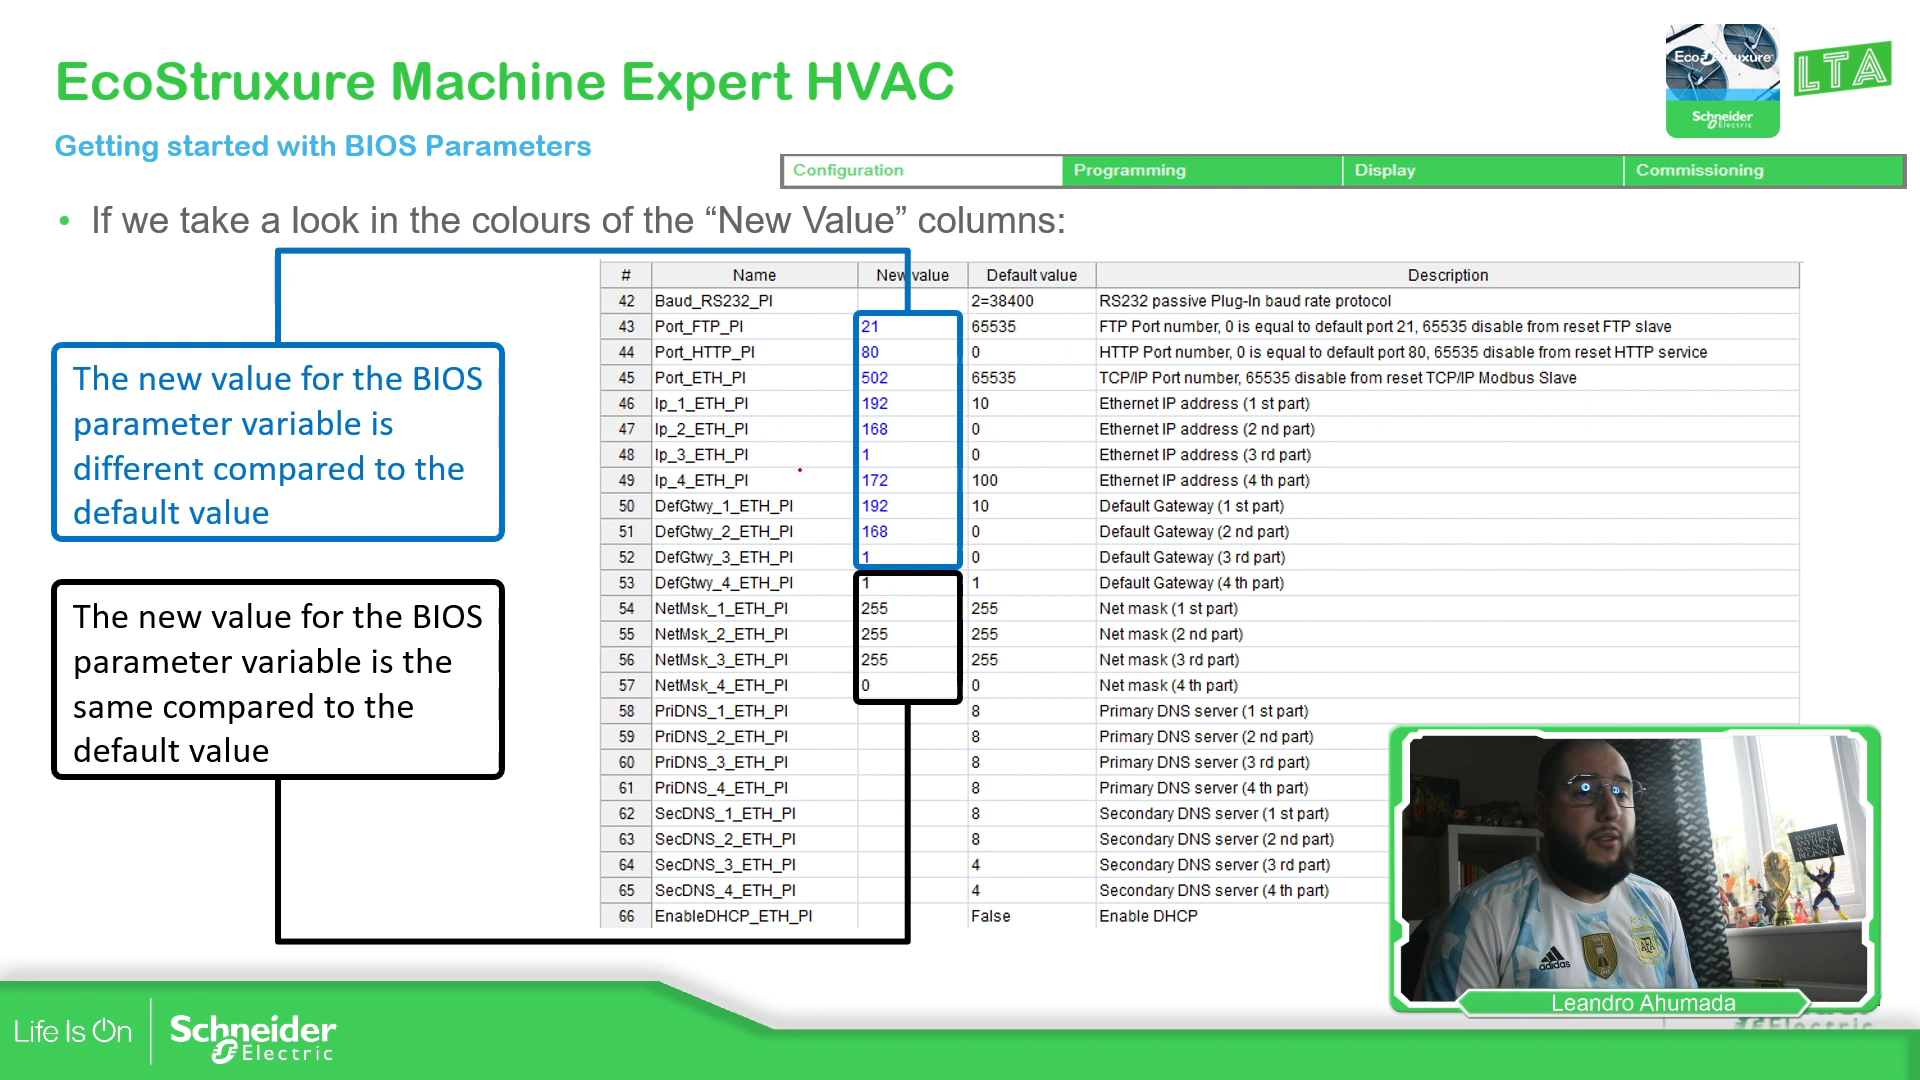 EcoStruxure Machine Expert HVAC
Getting started with BIOS Parameters
Schneider
Electric
LTA
Configuration Programming Display Commissioning
• If we take a look in the colours of the “New Value” columns:
The new value for the BIOS
parameter variable is
different compared to the
default value
The new value for the BIOS
parameter variable is the
same compared to the
default value
# Name New value Default value Description
42 Baud_RS232_PI 2=38400 RS232 passive Plug-In baud rate protocol
43 Port_FTP_PI 21 65535 FTP Port number, 0 is equal to default port 21, 65535 disable from reset FTP slave
44 Port_HTTP_PI 80 0 HTTP Port number, 0 is equal to default port 80, 65535 disable from reset HTTP service
45 Port_ETH_PI 502 65535 TCP/IP Port number, 65535 disable from reset TCP/IP Modbus Slave
46 Ip_1_ETH_PI 192 10 Ethernet IP address (1 st part)
47 Ip_2_ETH_PI 168 0 Ethernet IP address (2 nd part)
48 Ip_3_ETH_PI 1 0 Ethernet IP address (3 rd part)
49 Ip_4_ETH_PI 172 100 Ethernet IP address (4 th part)
50 DefGtwy_1_ETH_PI 192 10 Default Gateway (1 st part)
51 DefGtwy_2_ETH_PI 168 0 Default Gateway (2 nd part)
52 DefGtwy_3_ETH_PI 1 0 Default Gateway (3 rd part)
53 DefGtwy_4_ETH_PI 1 1 Default Gateway (4 th part)
54 NetMsk_1_ETH_PI 255 255 Net mask (1 st part)
55 NetMsk_2_ETH_PI 255 255 Net mask (2 nd part)
56 NetMsk_3_ETH_PI 255 255 Net mask (3 rd part)
57 NetMsk_4_ETH_PI 0 0 Net mask (4 th part)
58 PriDNS_1_ETH_PI 8 Primary DNS server (1 st part)
59 PriDNS_2_ETH_PI 8 Primary DNS server (2 nd part)
60 PriDNS_3_ETH_PI 8 Primary DNS server (3 rd part)
61 PriDNS_4_ETH_PI 8 Primary DNS server (4 th part)
62 SecDNS_1_ETH_PI 8 Secondary DNS server (1 st part)
63 SecDNS_2_ETH_PI 8 Secondary DNS server (2 nd part)
64 SecDNS_3_ETH_PI 4 Secondary DNS server (3 rd part)
65 SecDNS_4_ETH_PI 4 Secondary DNS server (4 th part)
66 EnableDHCP_ETH_PI False Enable DHCP
AN EXPERT IN
ANYTHING
WAS ONCE A
BEGINNER
adidas
AFA
Leandro Ahumada
Life Is On
Schneider
Electric
Electric